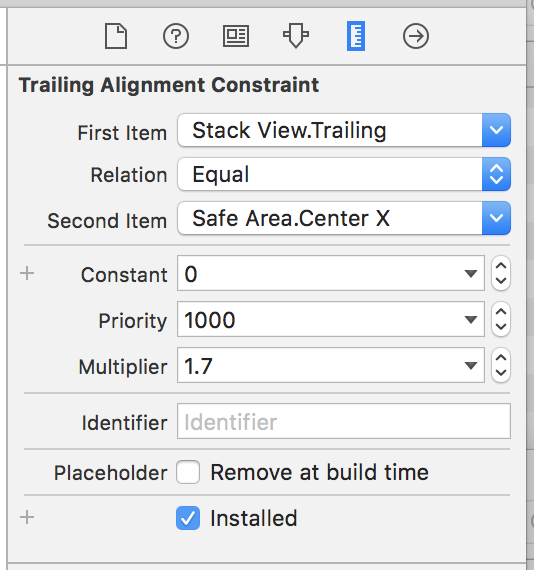 Trailing Alignment Constraint
First Item Stack View.Trailing
Relation Equal
Second Item Safe Area.Center X
+ Constant 0
Priority 1000
Multiplier 1.7
Identifier Identifier
Placeholder Remove at build time
+ Installed